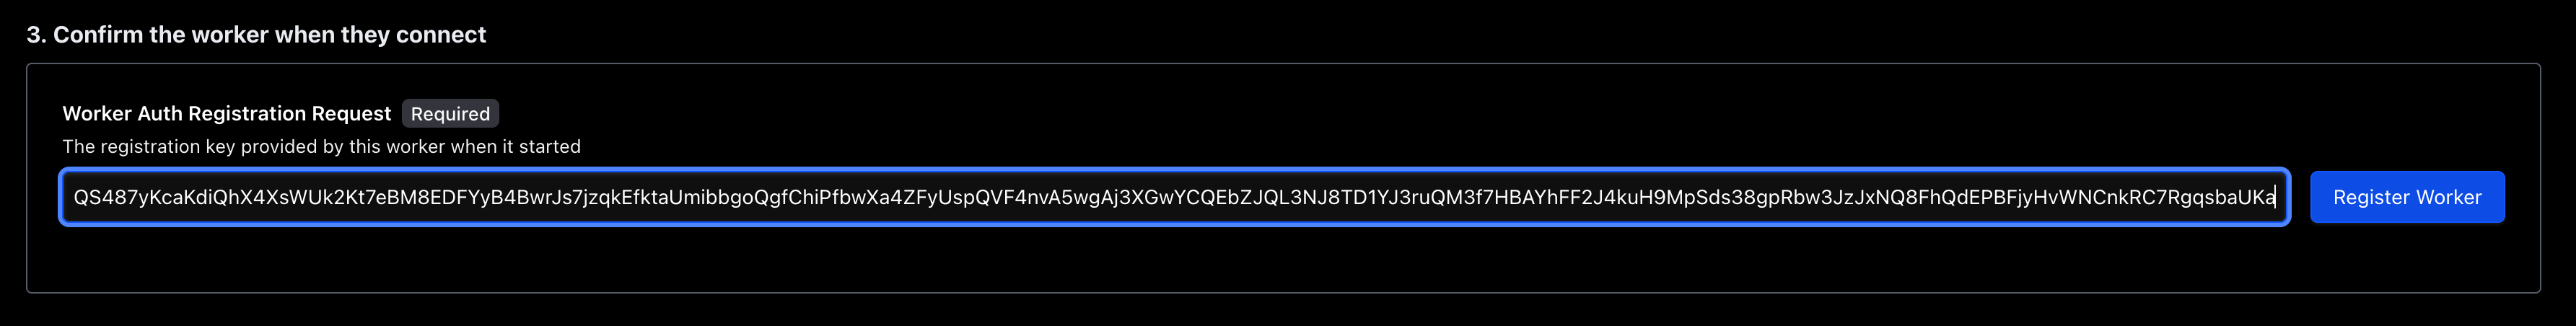 3. Confirm the worker when they connect
Worker Auth Registration Request Required
The registration key provided by this worker when it started
QS487yKcaKdiQhX4XsWUk2Kt7eBM8EDFYyB4BwrJs7jzqkEfktaUmibbgoQgfChiPfbwXa4ZFyUspQVF4nvA5wgAj3XGwYCQEbZJQL3NJ8TD1YJ3ruQM3f7HBAYhFF2J4kuH9MpSds38gpRbw3JzJxNQ8FhQdEPBFjyHvWNCnkRC7RgqsbaUKa
Register Worker